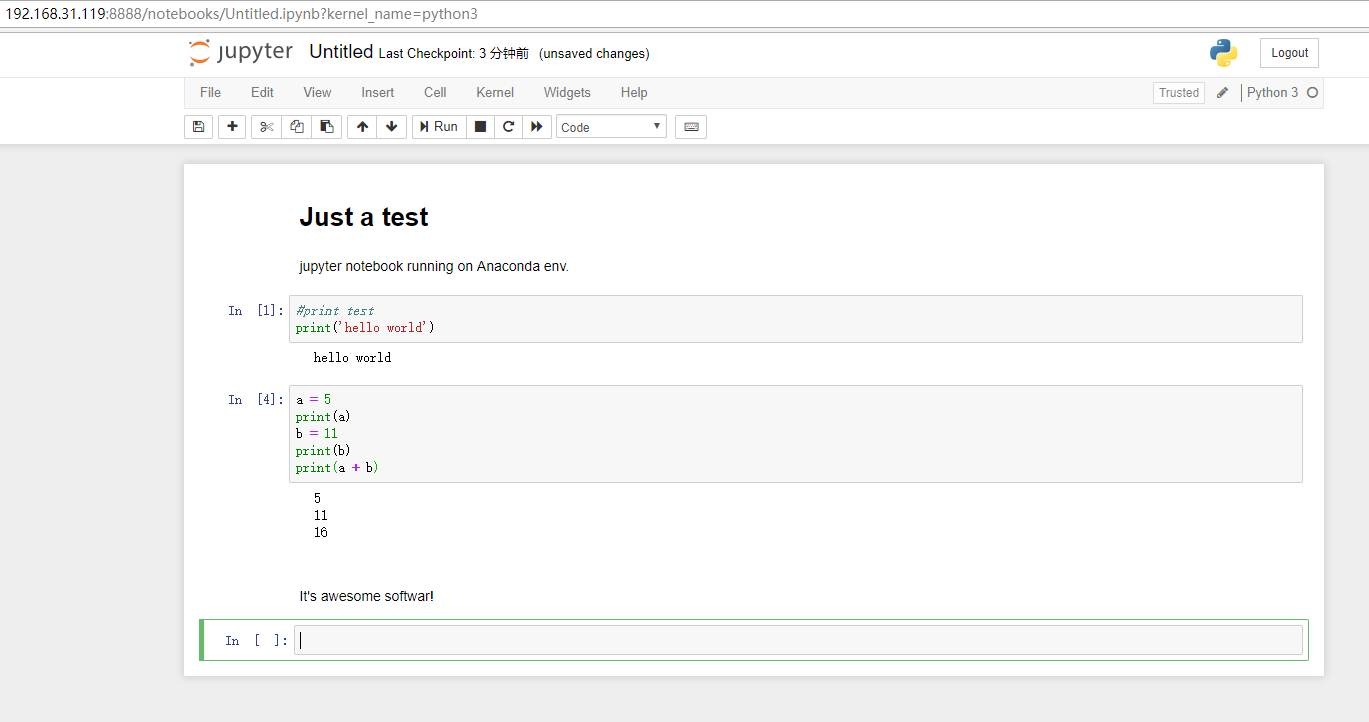 192.168.31.119:8888/notebooks/Untitled.ipynb?kernel_name=python3
jupyter Untitled Last Checkpoint: 3 分钟前 (unsaved changes) Logout
File Edit View Insert Cell Kernel Widgets Help Trusted Python 3
Run Code
Just a test
jupyter notebook running on Anaconda env.
In [1]: #print test
print('hello world')
hello world
In [4]: a = 5
print(a)
b = 11
print(b)
print(a + b)
5
11
16
It's awesome softwar!
In [ ]: